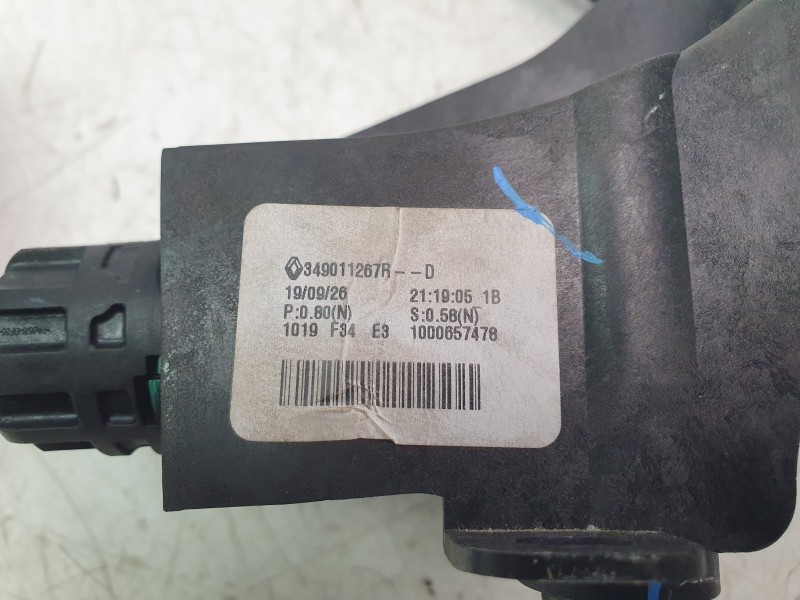 349011267R--D
19/09/26 21:19:05 1B
P:0.80(N) S:0.58(N)
1019 F34 E3 1000657478